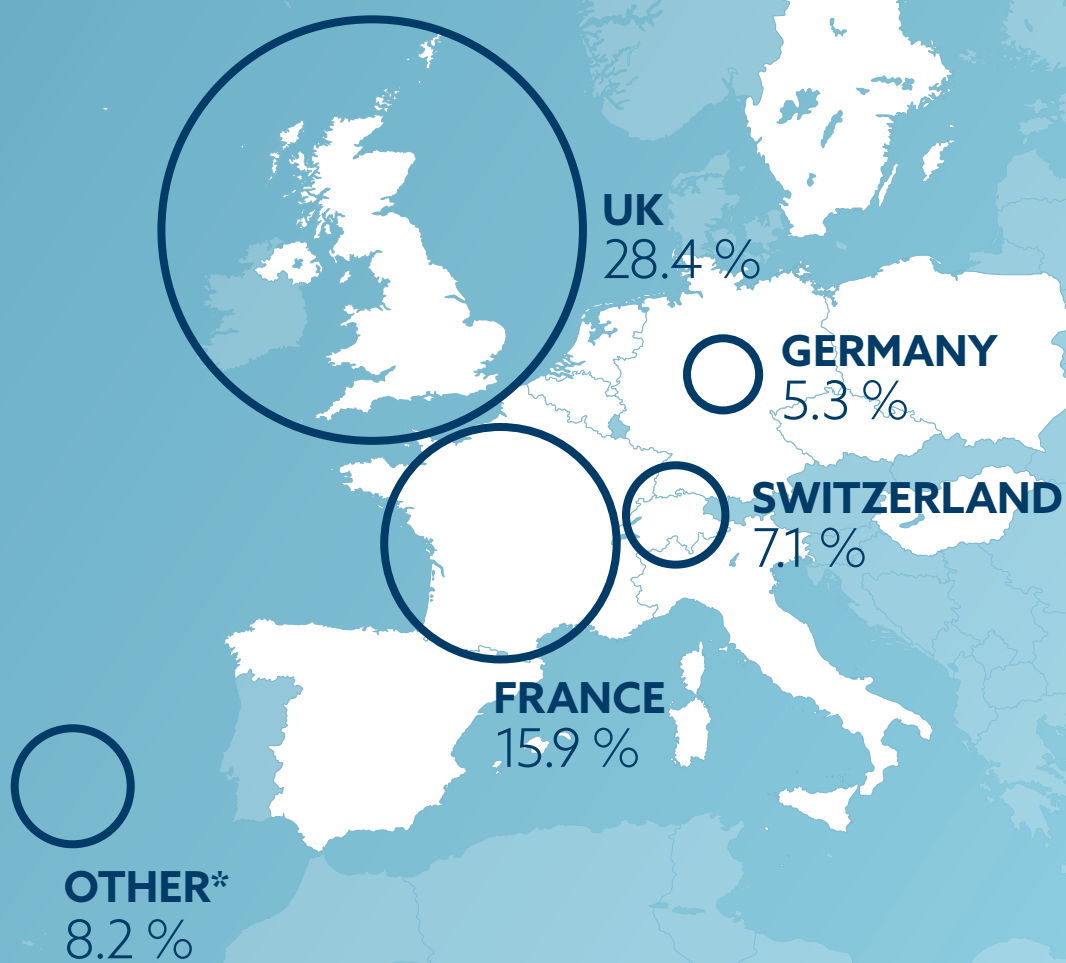 UK
28.4 %
GERMANY
5.3 %
SWITZERLAND
7.1 %
FRANCE
15.9 %
OTHER*
8.2 %